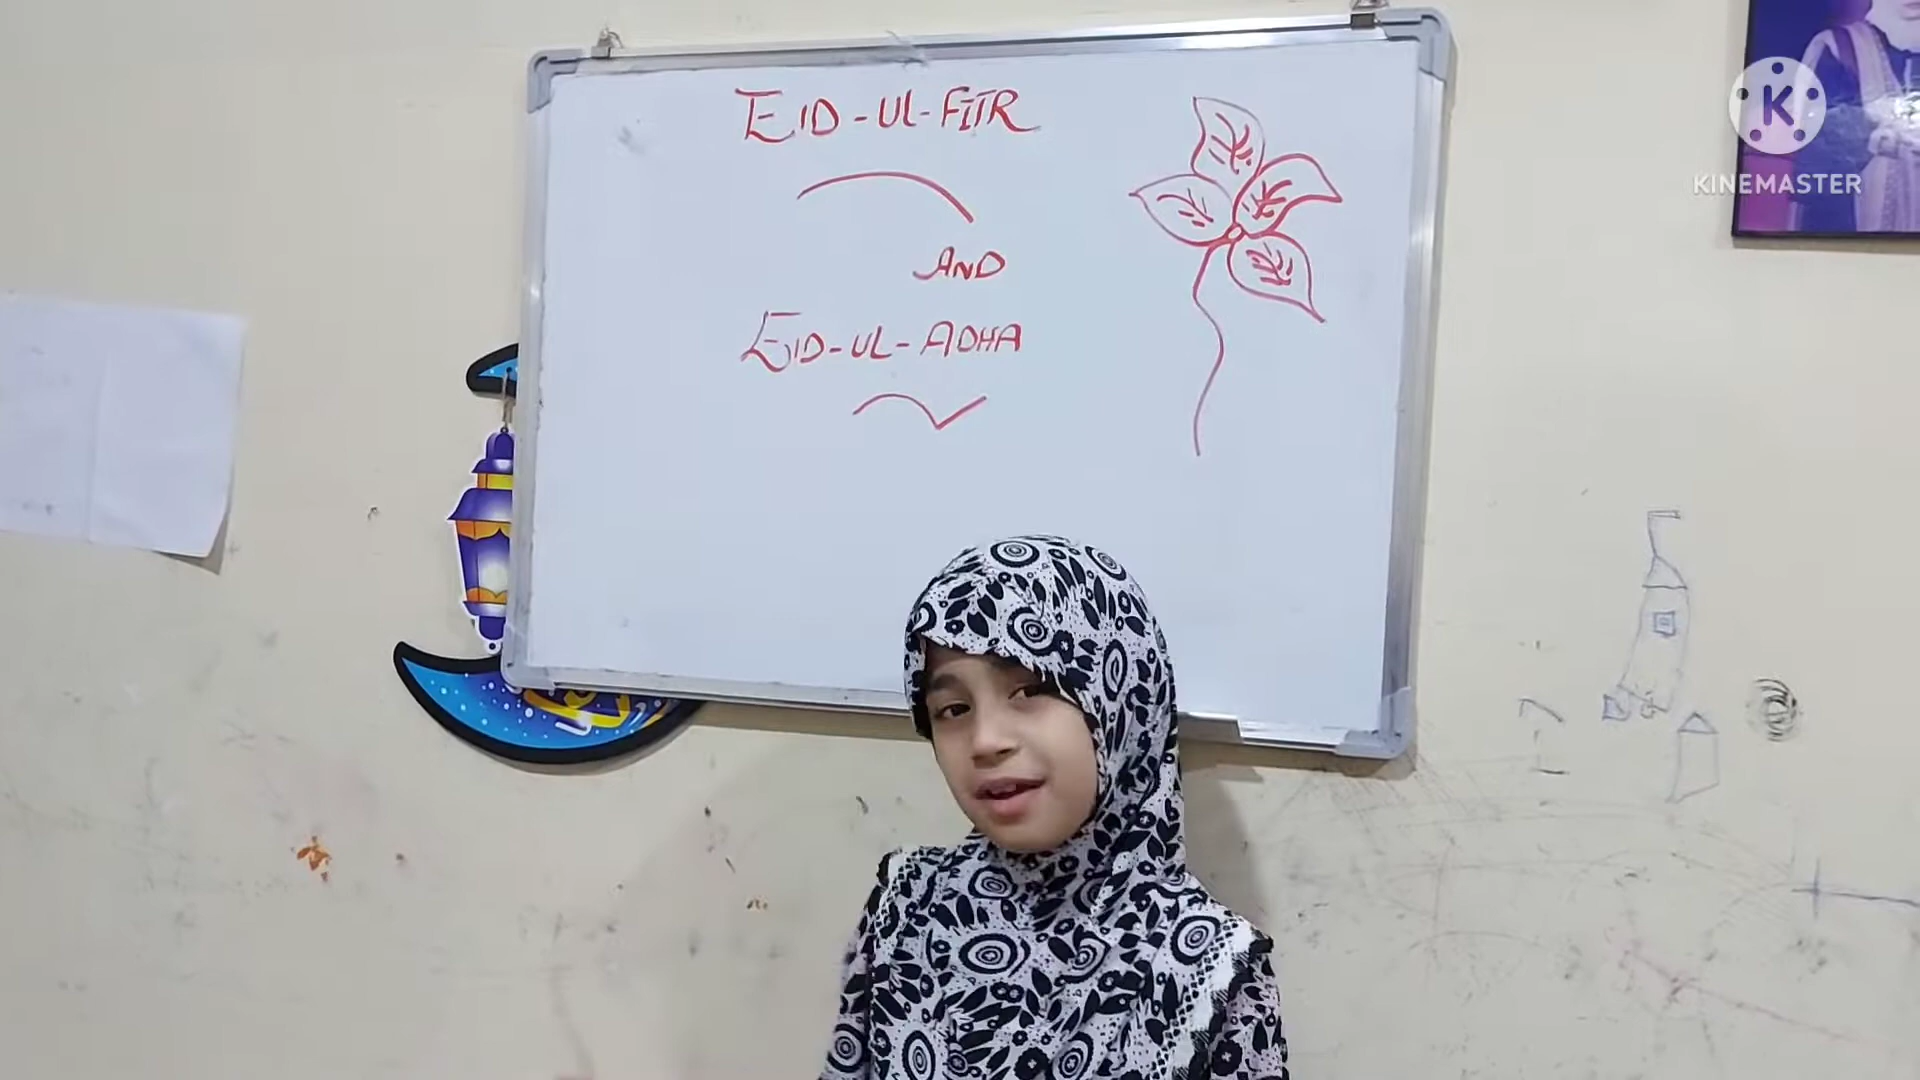 EID-UL-FITR
AND
EID-UL-ADHA
K
KINEMASTER